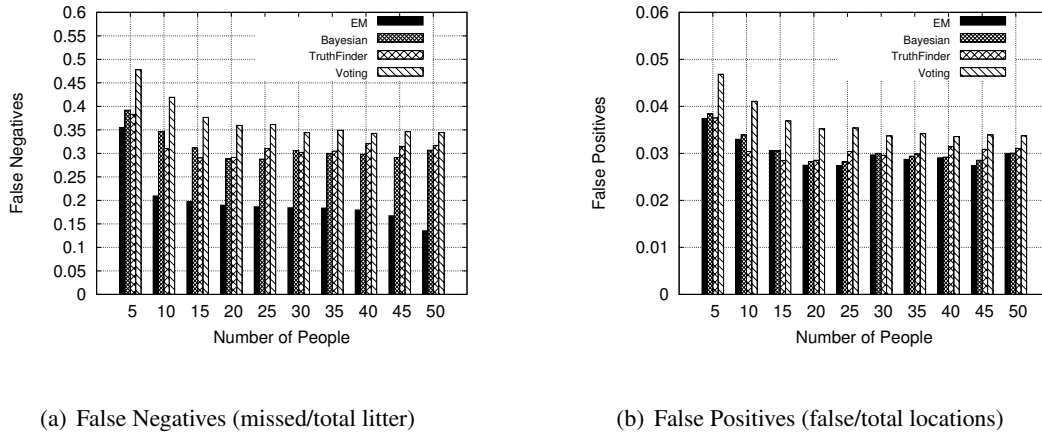 0.6
0.55
0.5
0.45
0.4
0.35
0.3
0.25
0.2
0.15
0.1
0.05
0
False Negatives
EM
Bayesian
TruthFinder
Voting
5 10 15 20 25 30 35 40 45 50
Number of People
(a) False Negatives (missed/total litter)
0.06
0.05
0.04
0.03
0.02
0.01
0
False Positives
EM
Bayesian
TruthFinder
Voting
5 10 15 20 25 30 35 40 45 50
Number of People
(b) False Positives (false/total locations)